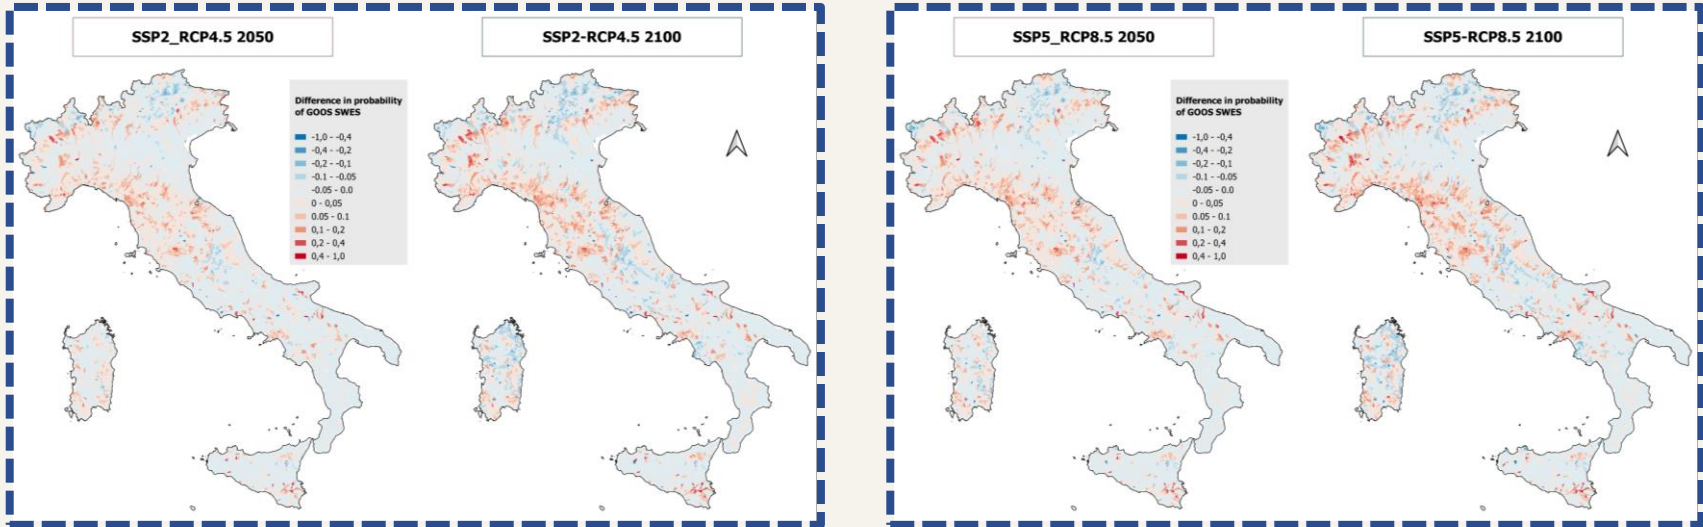 SSP2_RCP4.5 2050
SSP2-RCP4.5 2100
Difference in probability
of GOOS SWES
-1,0 - -0,4
-0,4 - -0,2
-0,2 - -0,1
-0.1 - -0.05
-0.05 - 0.0
0 - 0,05
0.05 - 0.1
0,1 - 0,2
0,2 - 0,4
0,4 - 1,0
SSP5_RCP8.5 2050
SSP5-RCP8.5 2100
Difference in probability
of GOOS SWES
-1,0 - -0,4
-0,4 - -0,2
-0,2 - -0,1
-0.1 - -0.05
-0.05 - 0.0
0 - 0,05
0.05 - 0.1
0,1 - 0,2
0,2 - 0,4
0,4 - 1,0